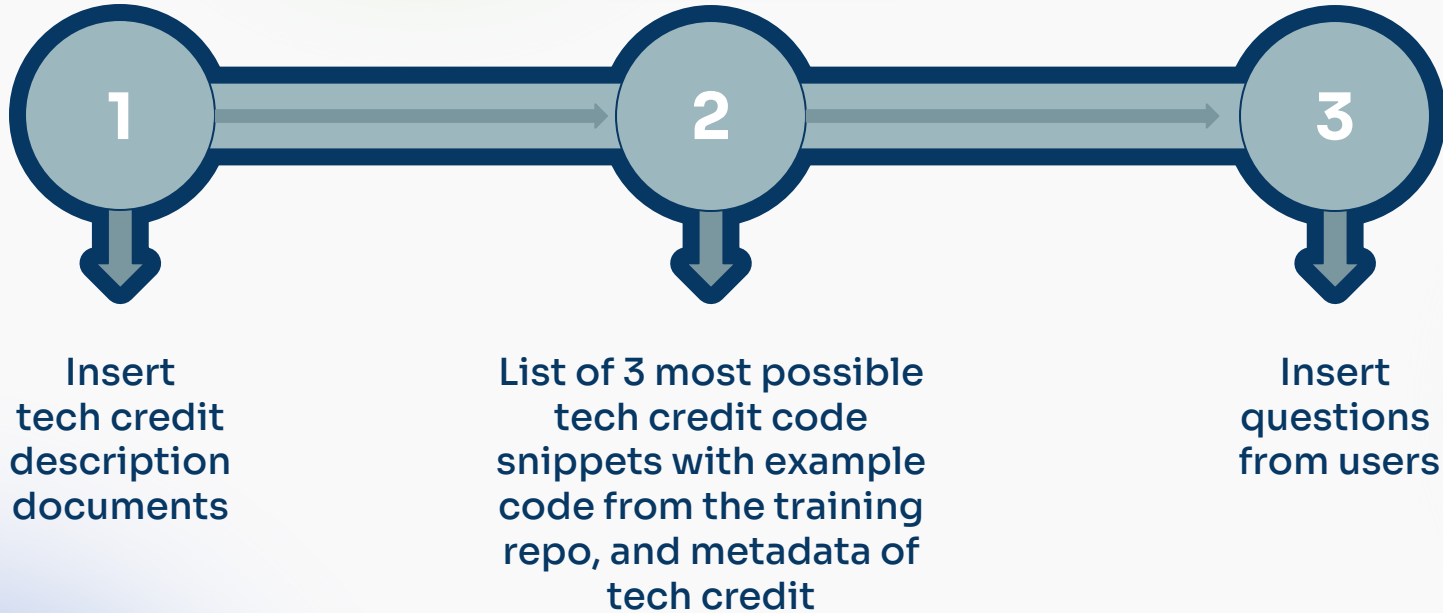 1
2
3
Insert
tech credit
description
documents
List of 3 most possible
tech credit code
snippets with example
code from the training
repo, and metadata of
tech credit
Insert
questions
from users